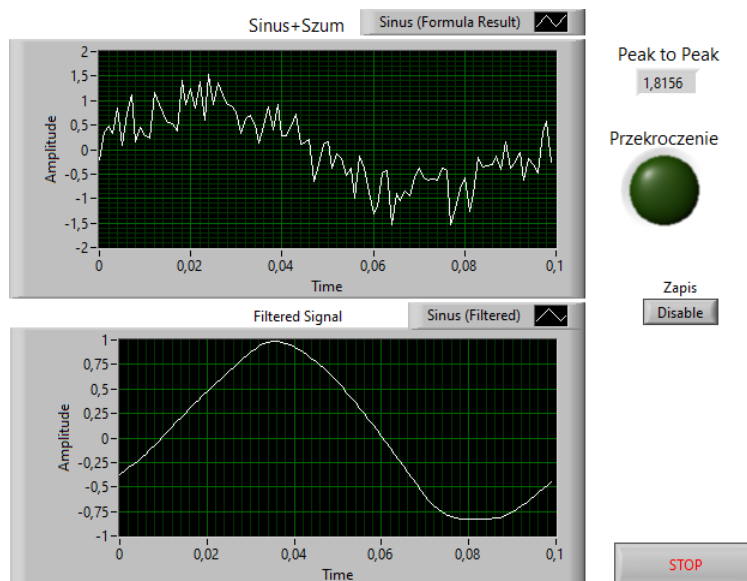 Sinus+Szum
Sinus (Formula Result)
Amplitude
2
1,5
1
0,5
0
-0,5
-1
-1,5
-2
0
0,02
0,04
0,06
0,08
0,1
Time
Peak to Peak
1,8156
Przekroczenie
Zapis
Disable
Filtered Signal
Sinus (Filtered)
Amplitude
1
0,75
0,5
0,25
0
-0,25
-0,5
-0,75
-1
0
0,02
0,04
0,06
0,08
0,1
Time
STOP